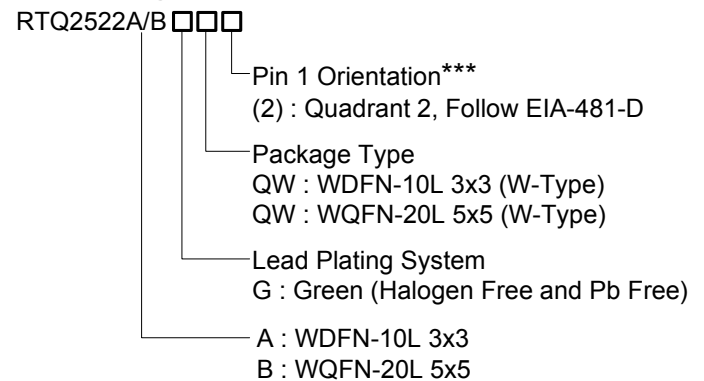 RTQ2522A/B
Pin 1 Orientation***
(2) : Quadrant 2, Follow EIA-481-D
Package Type
QW : WDFN-10L 3x3 (W-Type)
QW : WQFN-20L 5x5 (W-Type)
Lead Plating System
G : Green (Halogen Free and Pb Free)
A : WDFN-10L 3x3
B : WQFN-20L 5x5